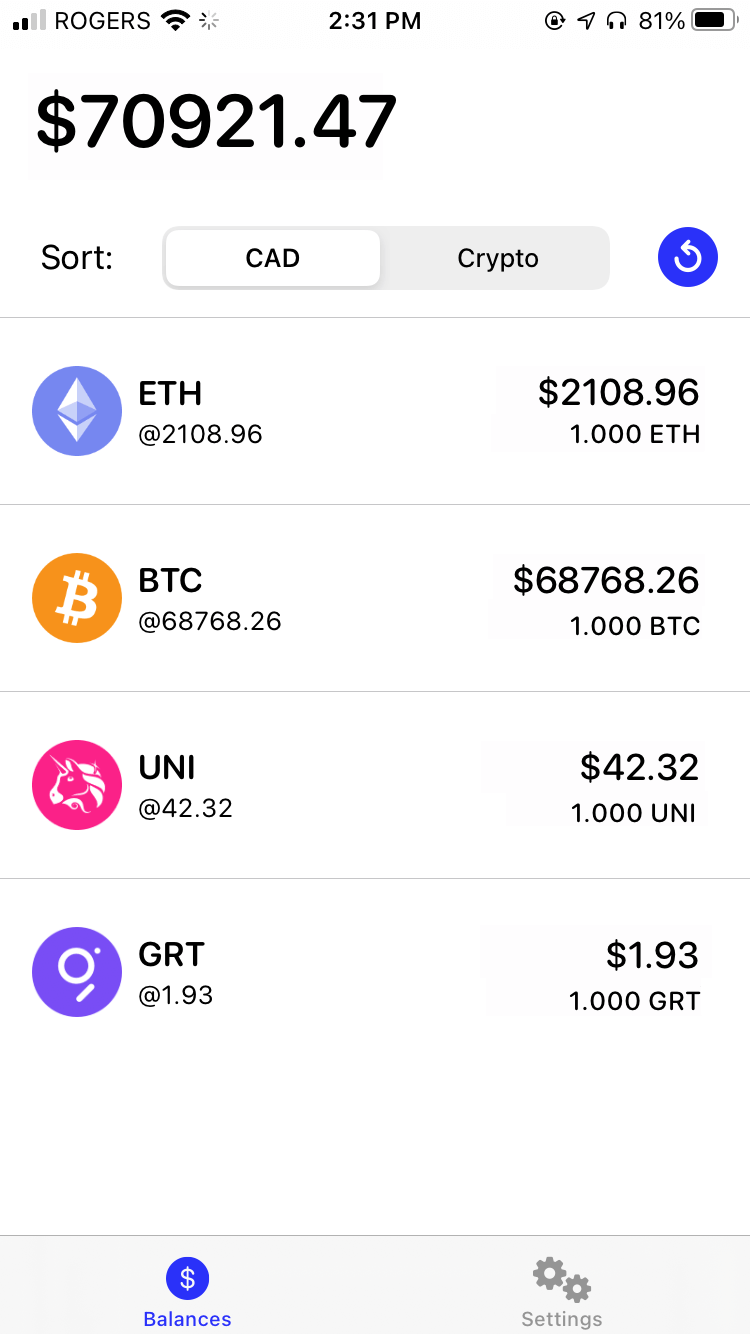 ROGERS 2:31 PM 81%
$70921.47
Sort: CAD Crypto
ETH $2108.96
@2108.96 1.000 ETH
BTC $68768.26
@68768.26 1.000 BTC
UNI $42.32
@42.32 1.000 UNI
GRT $1.93
@1.93 1.000 GRT
$
Balances Settings